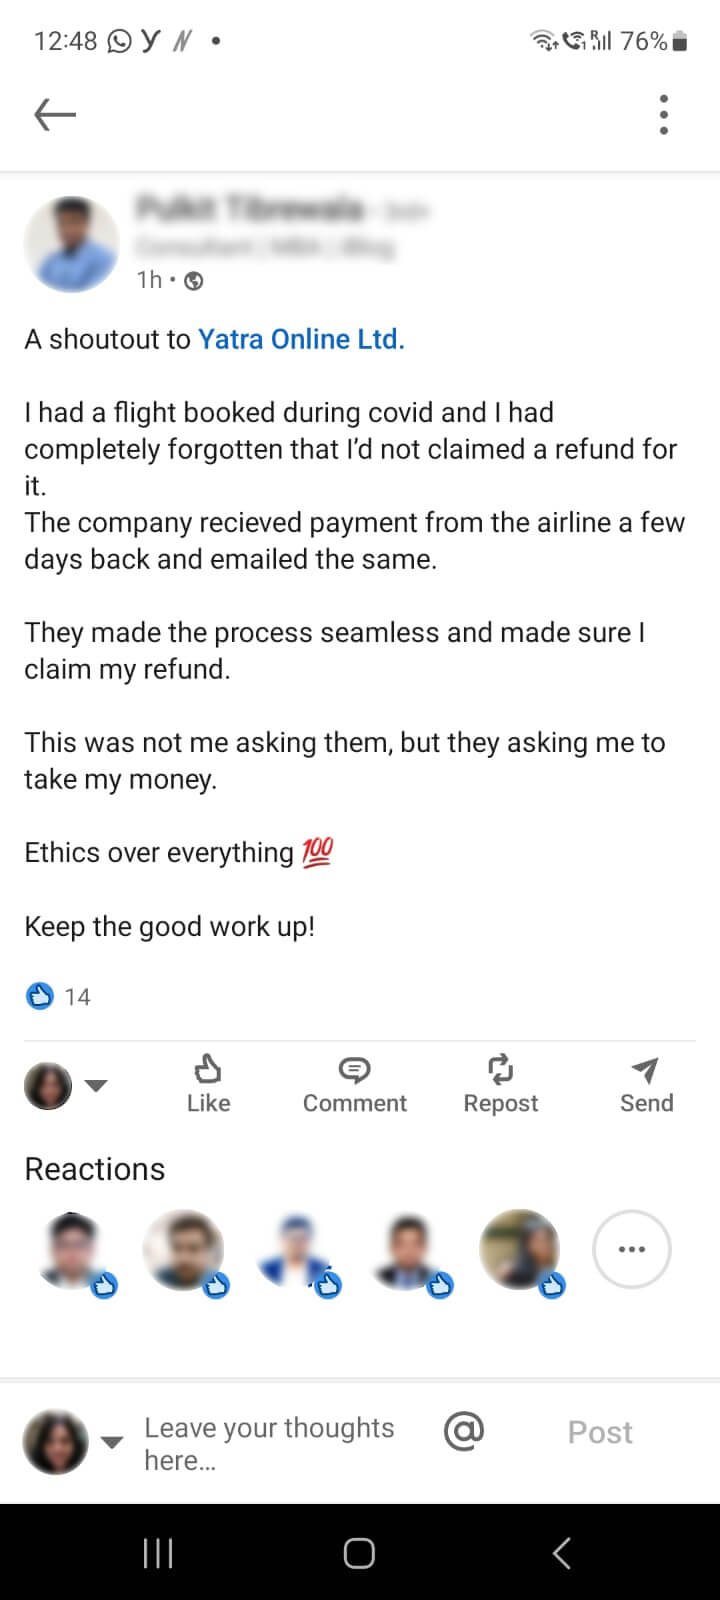 12:48
76%
1h •
A shoutout to Yatra Online Ltd.
I had a flight booked during covid and I had
completely forgotten that I'd not claimed a refund for
it.
The company recieved payment from the airline a few
days back and emailed the same.
They made the process seamless and made sure I
claim my refund.
This was not me asking them, but they asking me to
take my money.
Ethics over everything 💯
Keep the good work up!
14
Like Comment Repost Send
Reactions
Leave your thoughts
here...
@ Post